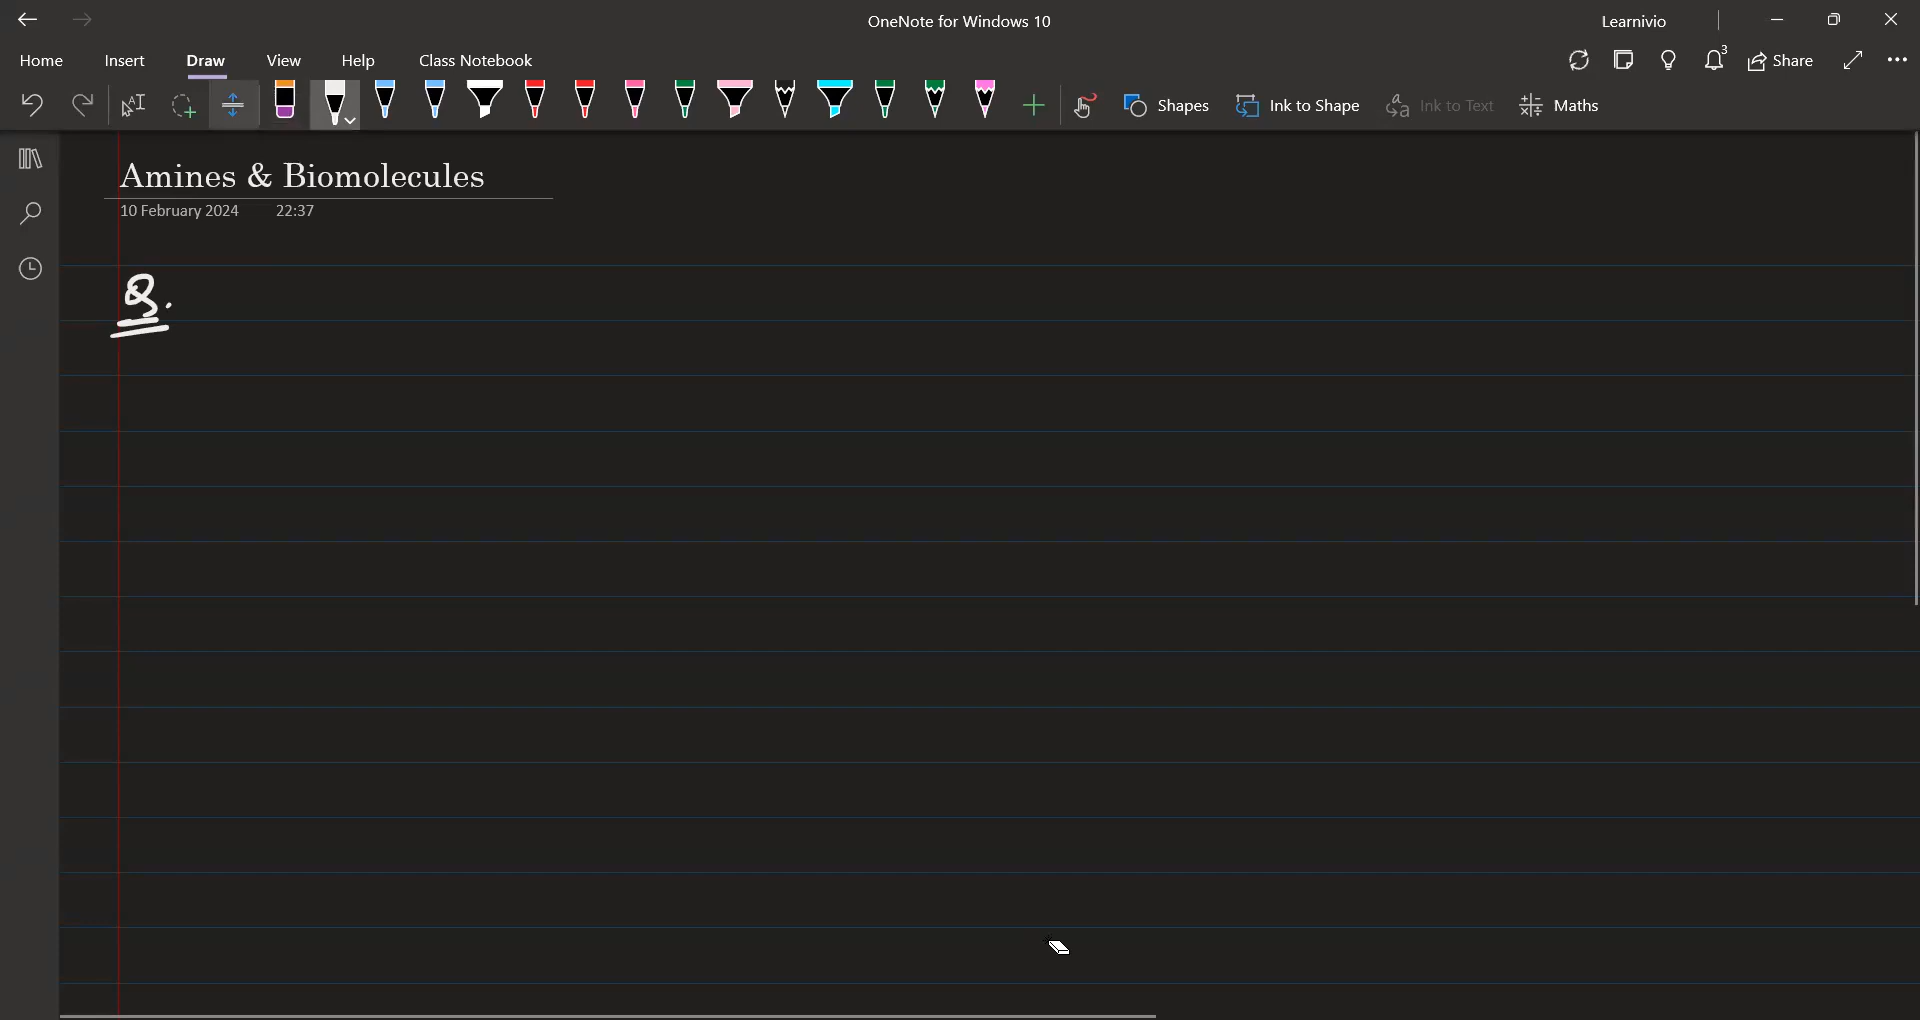 OneNote for Windows 10
Learnivio
Home Insert Draw View Help Class Notebook
3
Share
Shapes Ink to Shape Ink to Text Maths
Amines & Biomolecules
10 February 2024 22:37
Q.